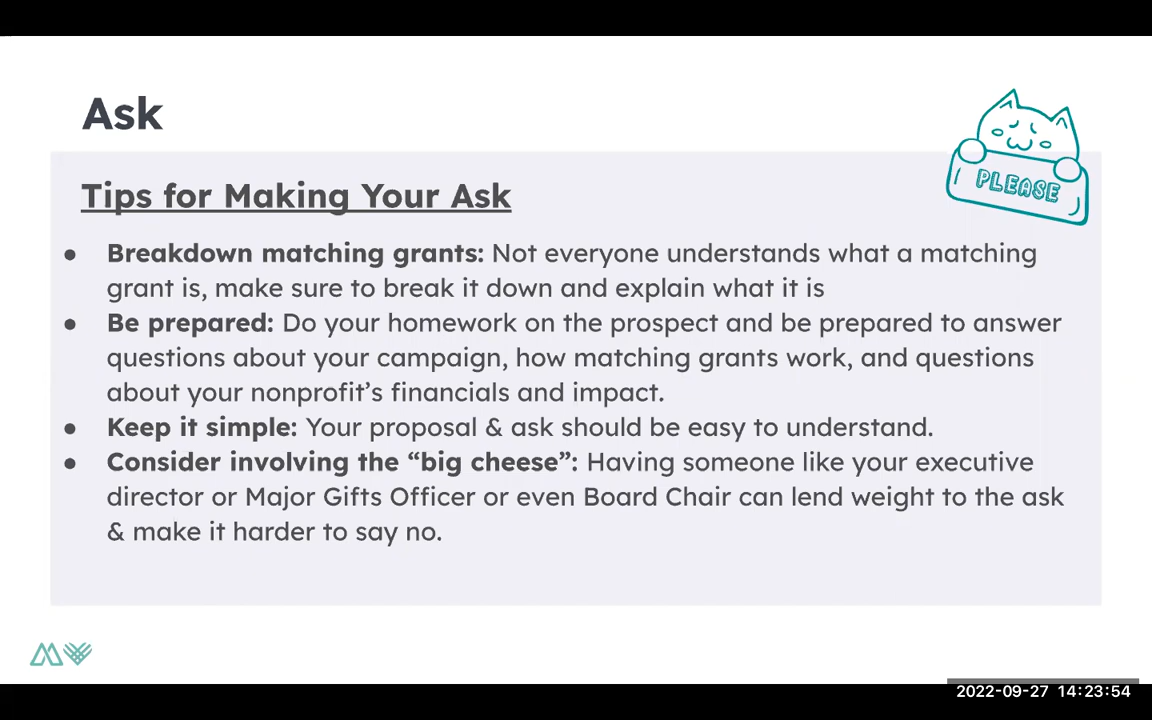 Ask
PLEASE
Tips for Making Your Ask
● Breakdown matching grants: Not everyone understands what a matching
grant is, make sure to break it down and explain what it is
● Be prepared: Do your homework on the prospect and be prepared to answer
questions about your campaign, how matching grants work, and questions
about your nonprofit’s financials and impact.
● Keep it simple: Your proposal & ask should be easy to understand.
● Consider involving the “big cheese”: Having someone like your executive
director or Major Gifts Officer or even Board Chair can lend weight to the ask
& make it harder to say no.
2022-09-27 14:23:54